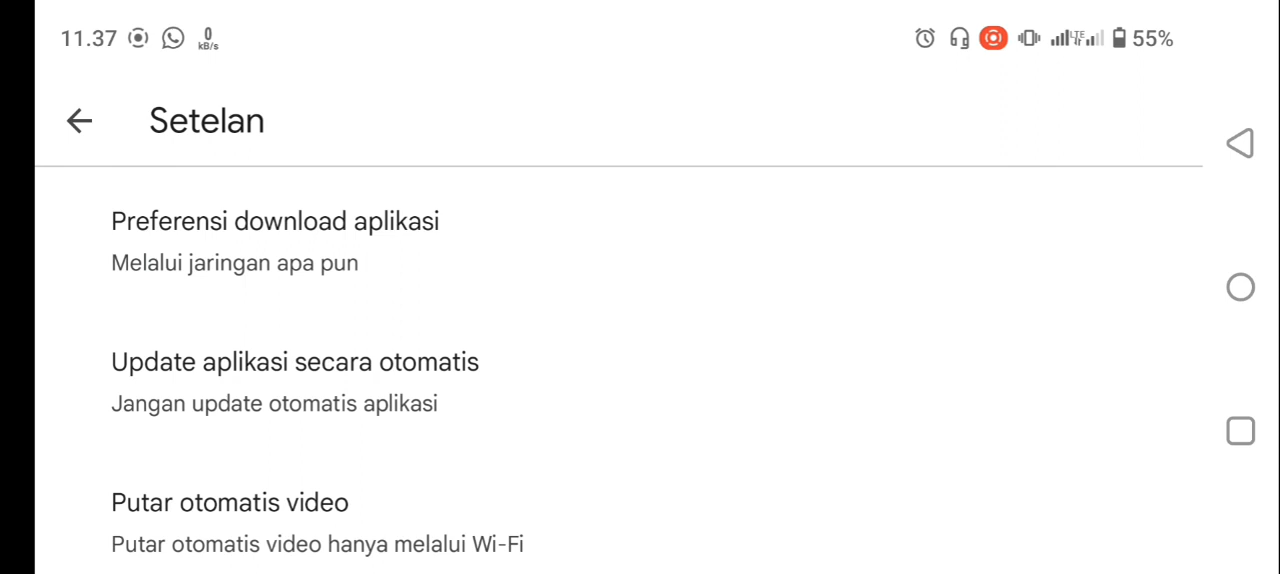 11.37 0 kB/s LTE 55%
Setelan
Preferensi download aplikasi
Melalui jaringan apa pun
Update aplikasi secara otomatis
Jangan update otomatis aplikasi
Putar otomatis video
Putar otomatis video hanya melalui Wi-Fi